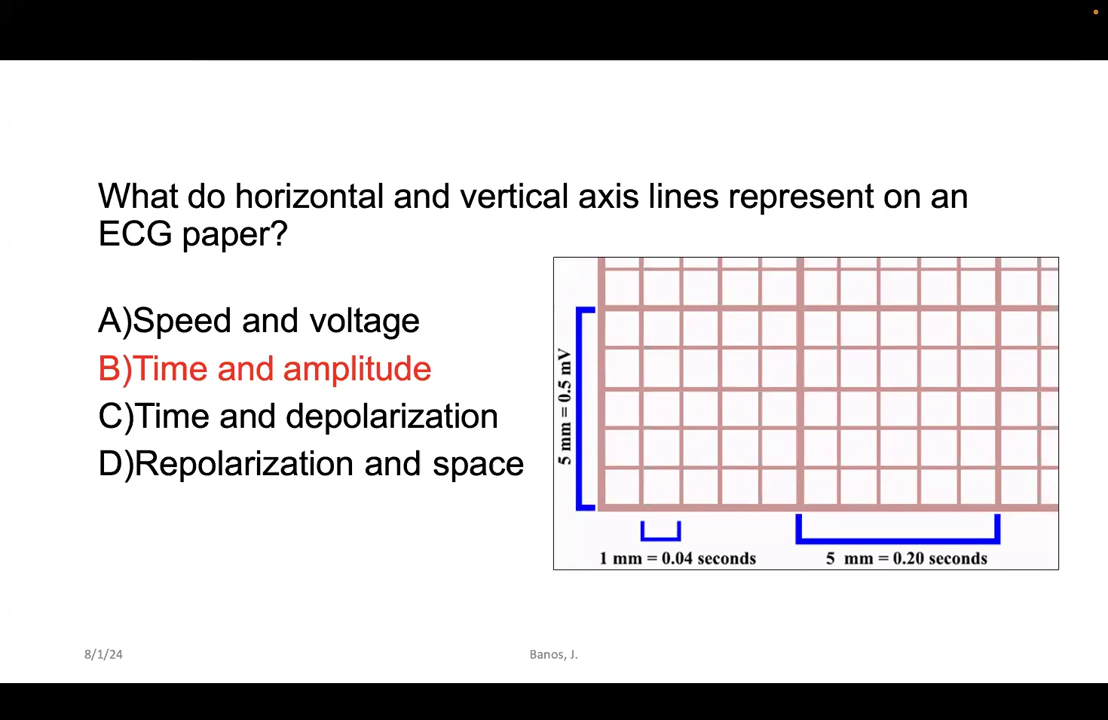 What do horizontal and vertical axis lines represent on an
ECG paper?
A)Speed and voltage
B)Time and amplitude
C)Time and depolarization
D)Repolarization and space
5 mm = 0.5 mV
1 mm = 0.04 seconds
5 mm = 0.20 seconds
8/1/24
Banos, J.